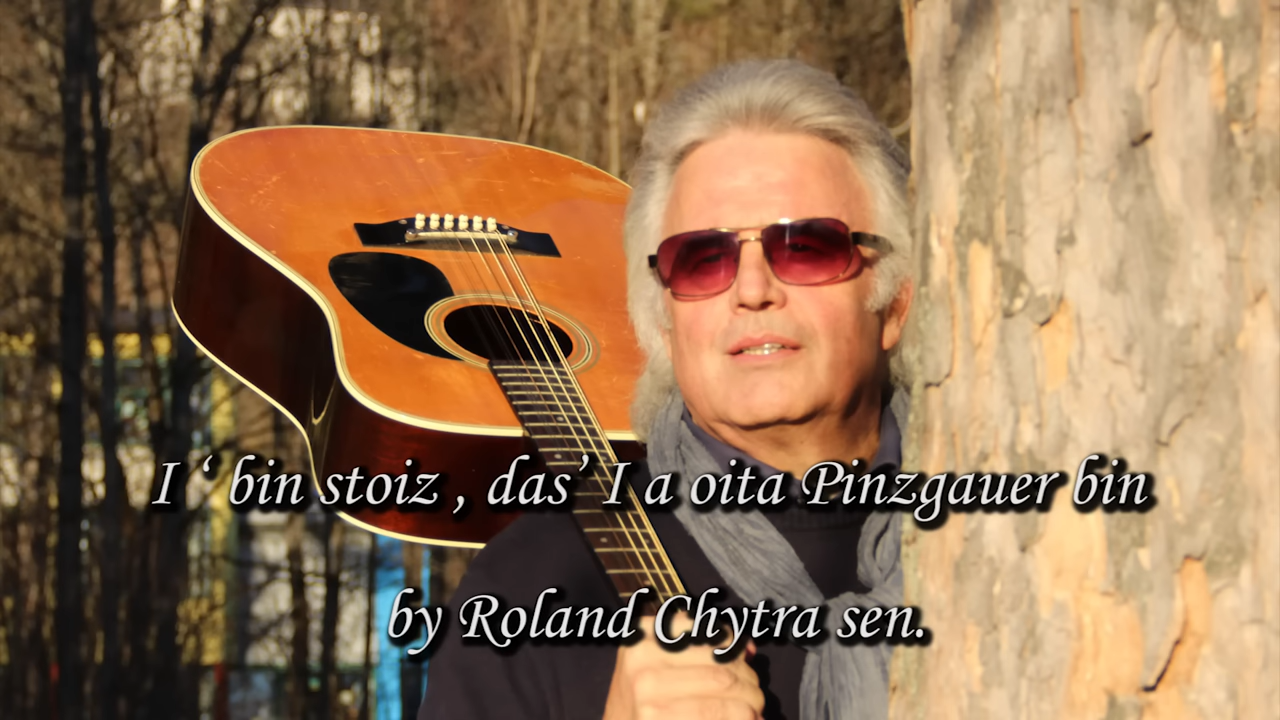 I ‘ bin stoiz , das’ I a oita Pinzgauer bin
by Roland Chytra sen.